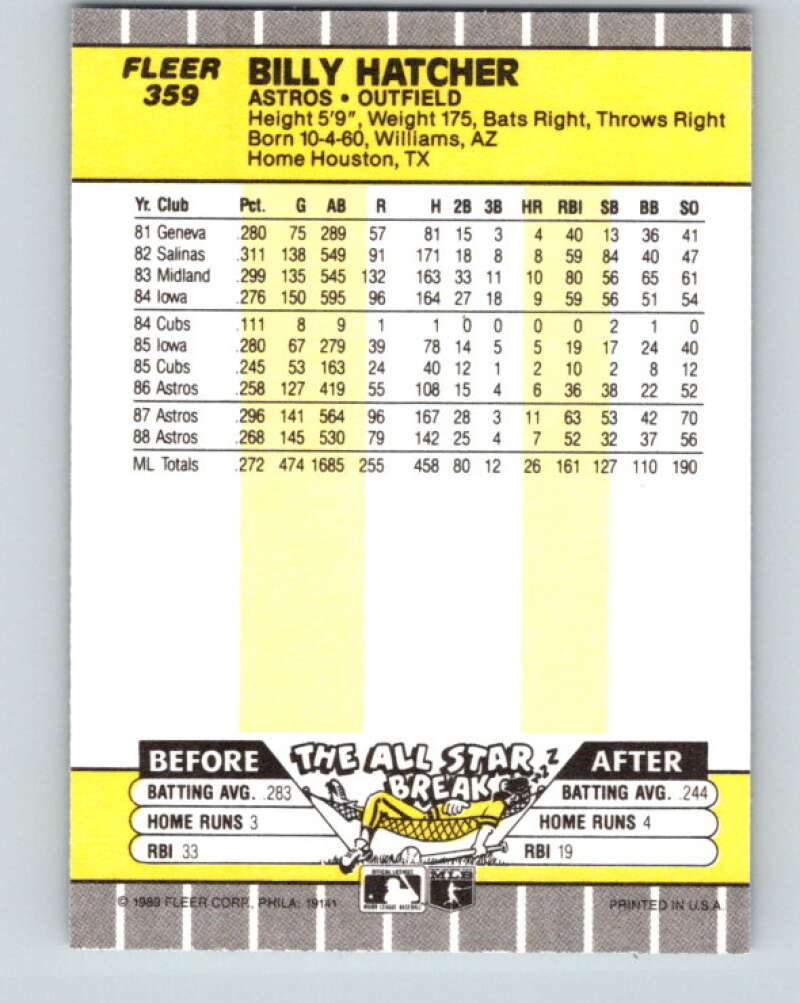 FLEER
359
BILLY HATCHER
ASTROS • OUTFIELD
Height 5'9", Weight 175, Bats Right, Throws Right
Born 10-4-60, Williams, AZ
Home Houston, TX
Yr. Club Pct. G AB R H 2B 3B HR RBI SB BB SO
81 Geneva .280 75 289 57 81 15 3 4 40 13 36 41
82 Salinas .311 138 549 91 171 18 8 8 59 84 40 47
83 Midland .299 135 545 132 163 33 11 10 80 56 65 61
84 Iowa .276 150 595 96 164 27 18 9 59 56 51 54
84 Cubs .111 8 9 1 1 0 0 0 0 2 1 0
85 Iowa .280 67 279 39 78 14 5 5 19 17 24 40
85 Cubs .245 53 163 24 40 12 1 2 10 2 8 12
86 Astros .258 127 419 55 108 15 4 6 36 38 22 52
87 Astros .296 141 564 96 167 28 3 11 63 53 42 70
88 Astros .268 145 530 79 142 25 4 7 52 32 37 56
ML Totals .272 474 1685 255 458 80 12 26 161 127 110 190
BEFORE THE ALL STAR BREAK ZZZ AFTER
BATTING AVG. .283 BATTING AVG. .244
HOME RUNS 3 HOME RUNS 4
RBI 33 RBI 19
OFFICIAL LICENSEE
MAJOR LEAGUE BASEBALL
MLB
© 1989 FLEER CORP., PHILA. 19141 PRINTED IN U.S.A.